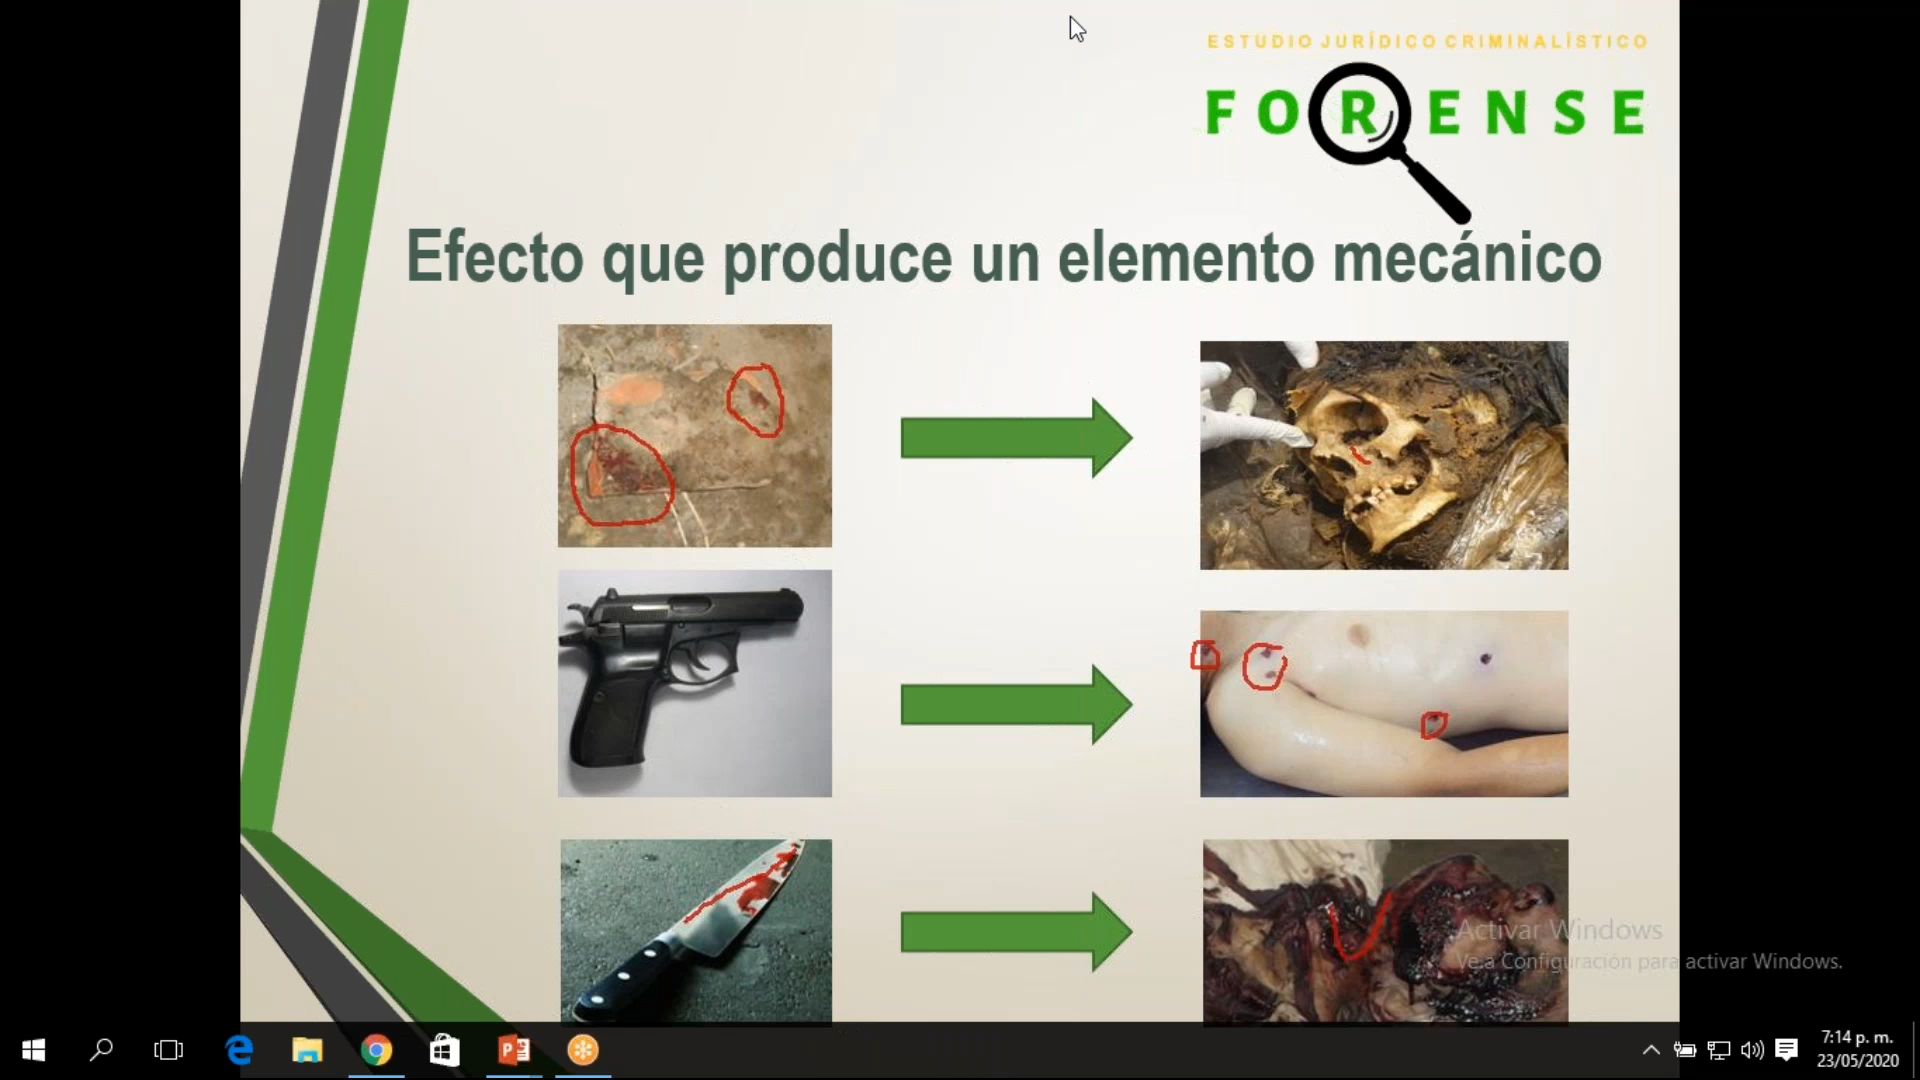 ESTUDIO JURÍDICO CRIMINALÍSTICO
FORENSE
Efecto que produce un elemento mecánico
Activar Windows
Ve a Configuración para activar Windows.
7:14 p. m.
23/05/2020